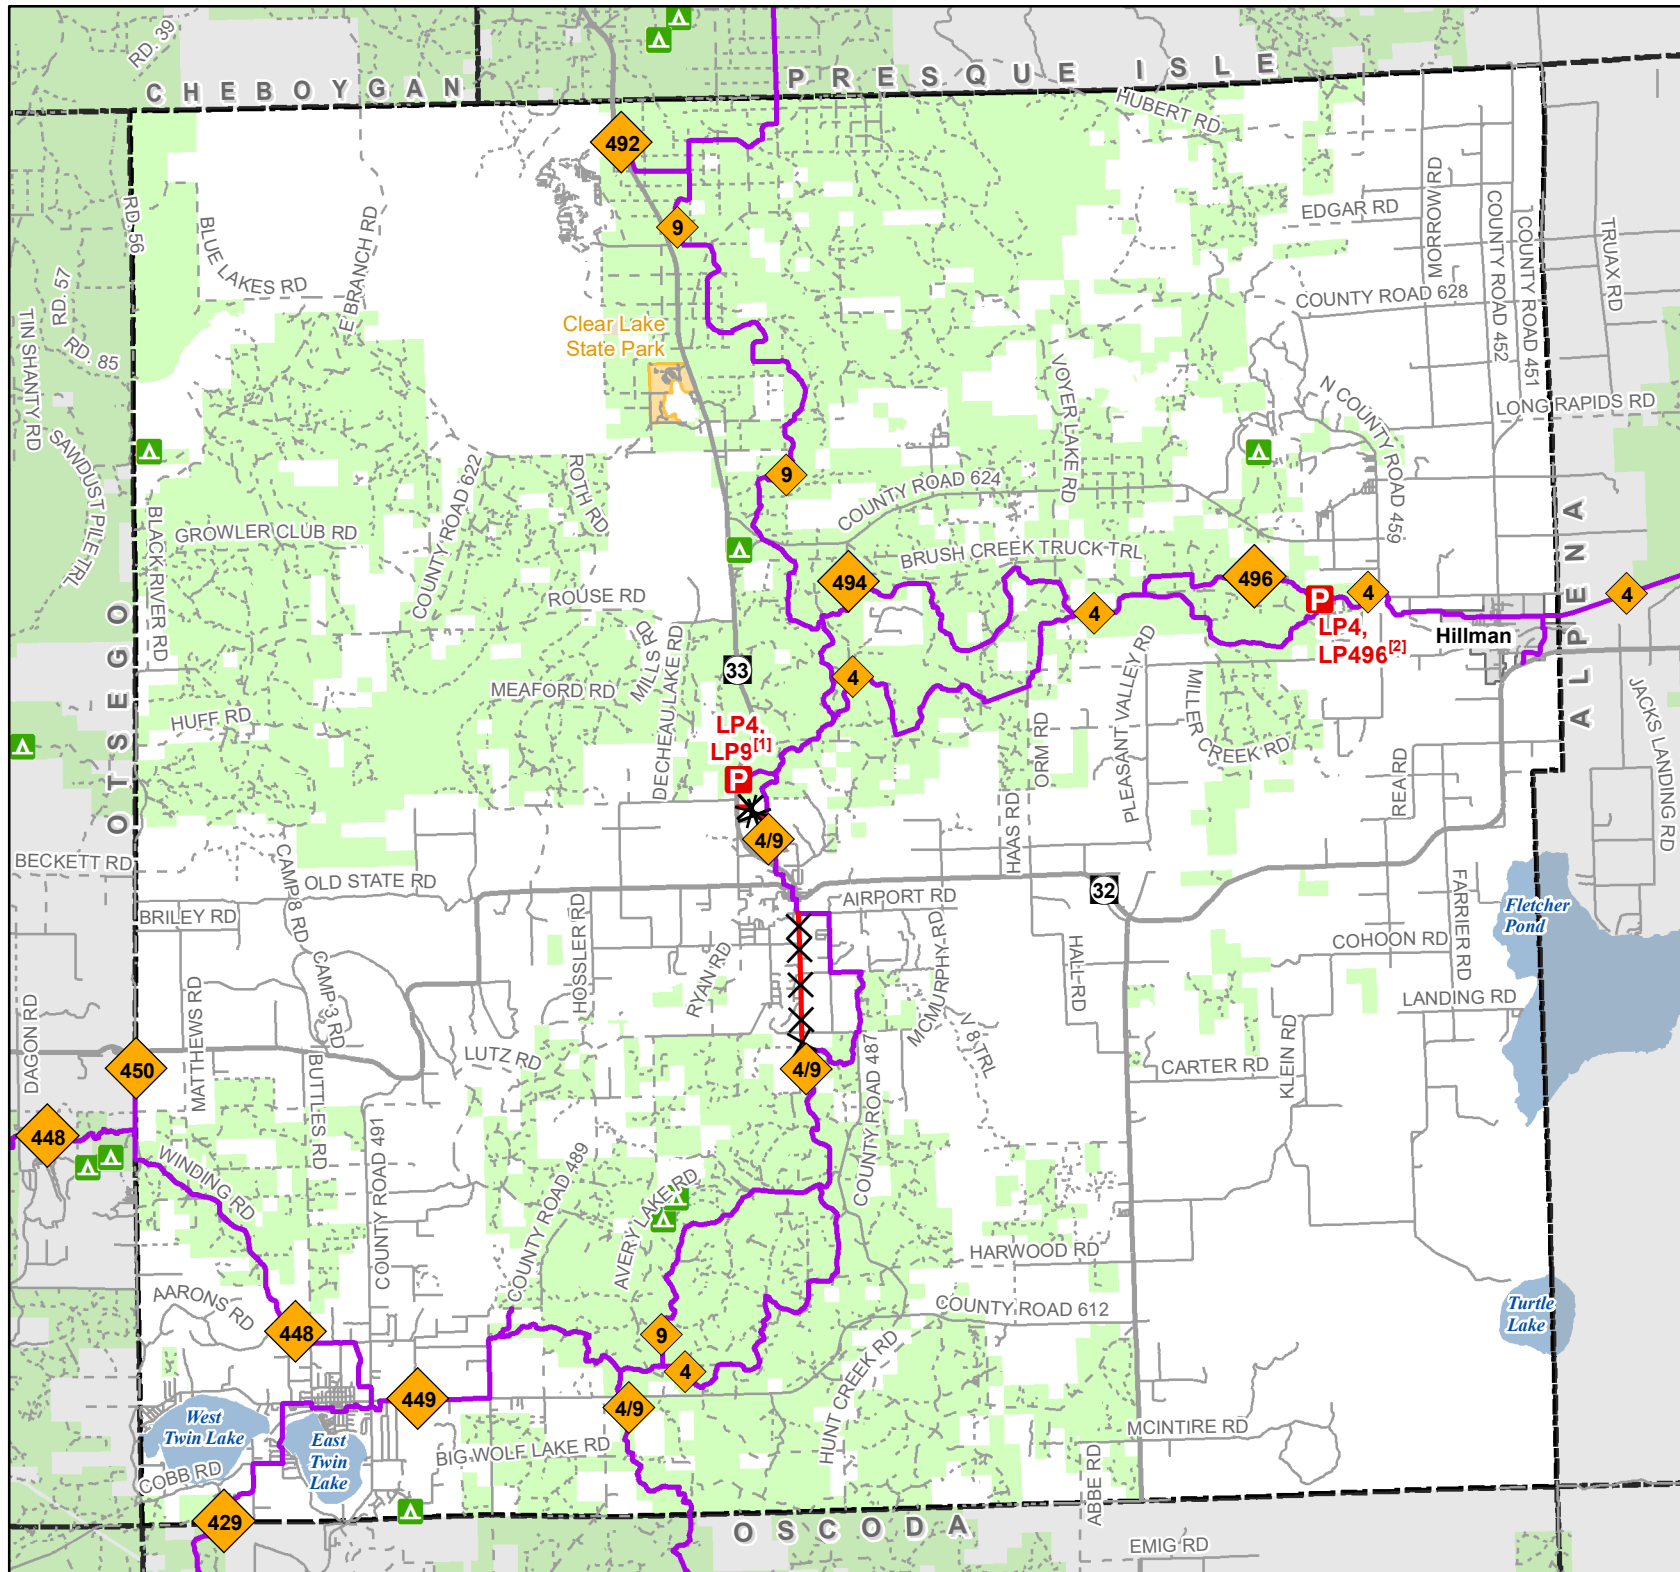 RD. 39
CHEBOYGAN
PRESQUE ISLE
HUBERT RD
492
9
RD. 56
BLUE LAKES RD
E BRANCH RD
EDGAR RD
MORROW RD
COUNTY ROAD 452
COUNTY ROAD 451
TRUAX RD
RD. 57
TIN SHANTY RD
RD. 85
COUNTY ROAD 628
Clear Lake
State Park
VOYER LAKE RD
N COUNTY ROAD 459
LONG RAPIDS RD
SAWDUST PILE TRL
BLACK RIVER RD
GROWLER CLUB RD
COUNTY ROAD 622
ROTH RD
9
COUNTY ROAD 624
BRUSH CREEK TRUCK TRL
ALPENA
494
496
P
4
4
4
LP4,
LP496[2]
Hillman
OTSEGO
ROUSE RD
MILLS RD
DECHEAU LAKE RD
MEAFORD RD
33
4
HUFF RD
LP4,
LP9[1]
P
ORM RD
PLEASANT VALLEY RD
MILLER CREEK RD
REA RD
JACKS LANDING RD
HAAS RD
4/9
BECKETT RD
OLD STATE RD
CAMP 8 RD
BRILEY RD
AIRPORT RD
32
FARRIER RD
Fletcher
Pond
HOSSLER RD
RYAN RD
MCMURPHY RD
HALL RD
COHOON RD
CAMP 3 RD
MATTHEWS RD
LANDING RD
DAGON RD
V 8 TRL
KLEIN RD
LUTZ RD
CARTER RD
450
BUTTLES RD
4/9
COUNTY ROAD 487
448
COUNTY ROAD 491
COUNTY ROAD 489
WINDING RD
AVERY LAKE RD
HARWOOD RD
AARONS RD
COUNTY ROAD 612
Turtle
Lake
448
9
4
HUNT CREEK RD
449
4/9
West
Twin Lake
East
Twin
Lake
BIG WOLF LAKE RD
MCINTIRE RD
COBB RD
ABBE RD
429
OSCODA
EMIG RD